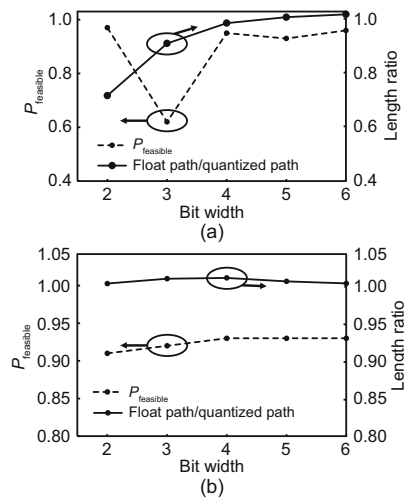 1.0 1.0
0.8 0.8
0.6 0.6
0.4 0.4
P feasible
Length ratio
P feasible
Float path/quantized path
2 3 4 5 6
Bit width
(a)
1.05 1.05
1.00 1.00
0.95 0.95
0.90 0.90
0.85 0.85
0.80 0.80
P feasible
Length ratio
P feasible
Float path/quantized path
2 3 4 5 6
Bit width
(b)